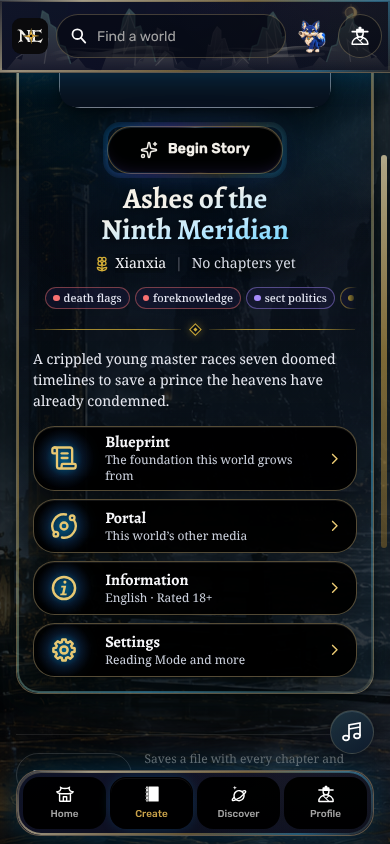 NE
Find a world
Begin Story
Ashes of the
Ninth Meridian
Xianxia | No chapters yet
death flags
foreknowledge
sect politics
A crippled young master races seven doomed
timelines to save a prince the heavens have
already condemned.
Blueprint
The foundation this world grows
from
Portal
This world's other media
Information
English · Rated 18+
Settings
Reading Mode and more
Saves a file with every chapter and
Home
Create
Discover
Profile